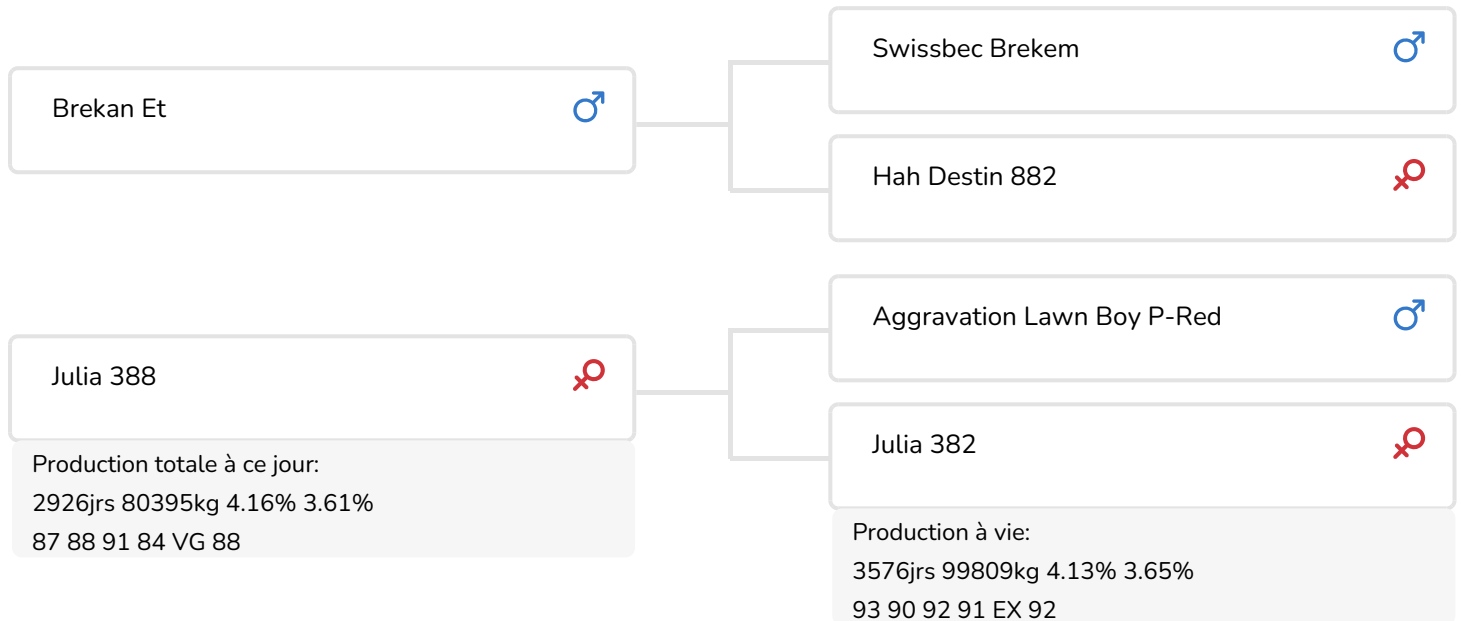 Brekan Et
Swissbec Brekem
Hah Destin 882
Julia 388
Production totale à ce jour:
2926jrs 80395kg 4.16% 3.61%
87 88 91 84 VG 88
Aggravation Lawn Boy P-Red
Julia 382
Production à vie:
3576jrs 99809kg 4.13% 3.65%
93 90 92 91 EX 92